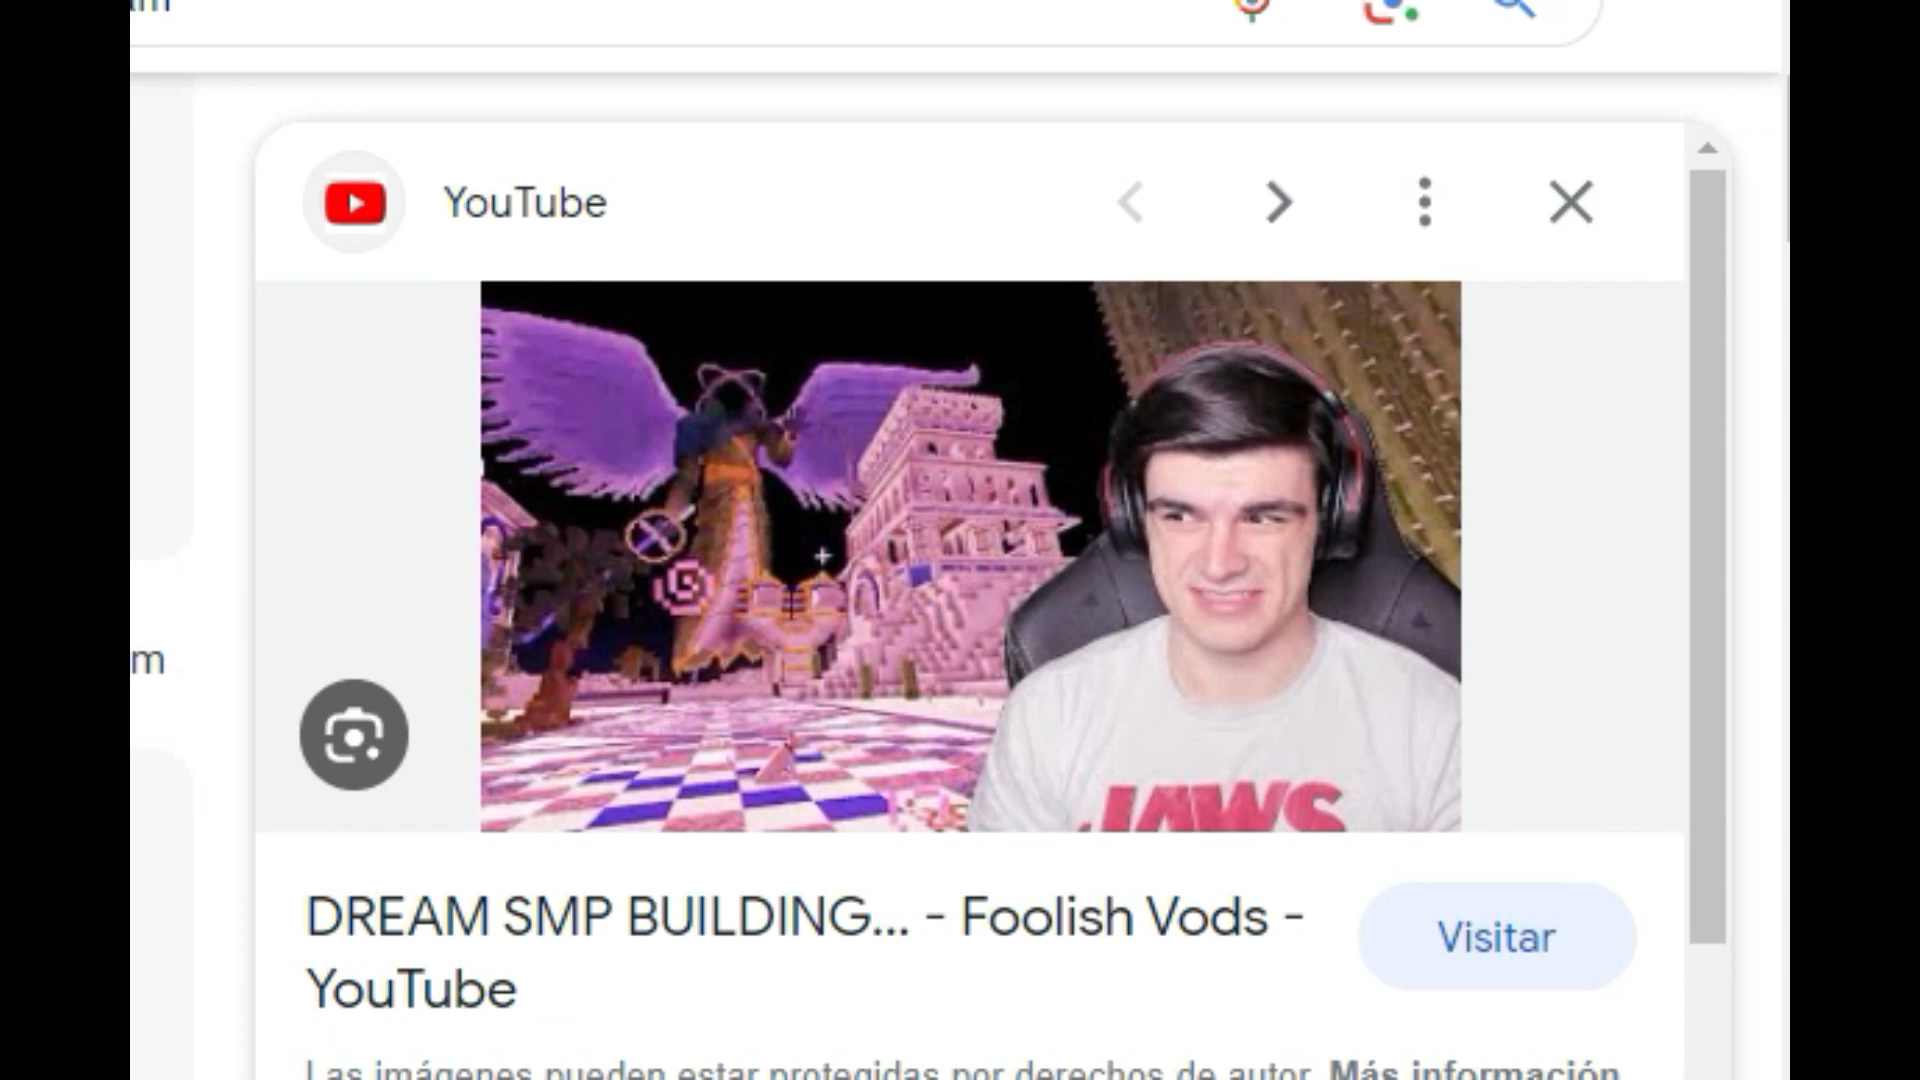 YouTube
m
JAWS
DREAM SMP BUILDING... - Foolish Vods -
YouTube
Visitar
Las imágenes pueden estar protegidas por derechos de autor. Más información